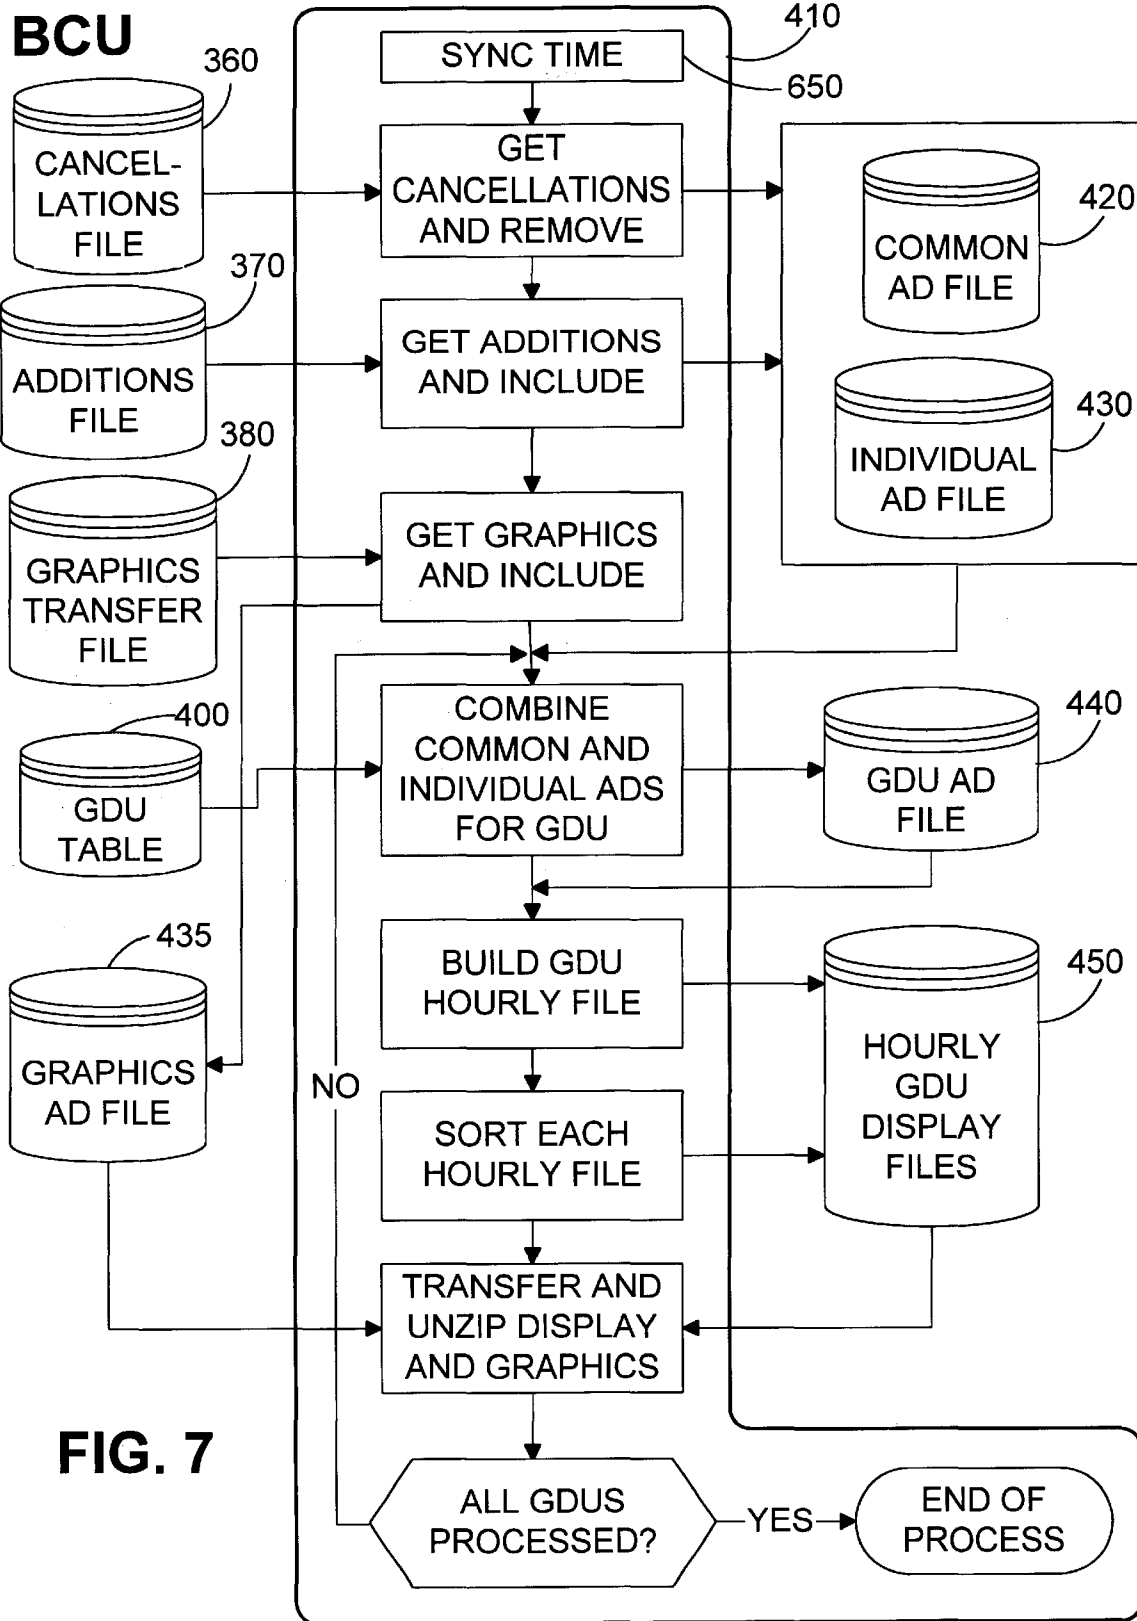 BCU
410
SYNC TIME
650
360
CANCEL-
LATIONS
FILE
GET
CANCELLATIONS
AND REMOVE
420
COMMON
AD FILE
370
ADDITIONS
FILE
GET ADDITIONS
AND INCLUDE
430
INDIVIDUAL
AD FILE
380
GRAPHICS
TRANSFER
FILE
GET GRAPHICS
AND INCLUDE
400
GDU
TABLE
COMBINE
COMMON AND
INDIVIDUAL ADS
FOR GDU
440
GDU AD
FILE
435
GRAPHICS
AD FILE
BUILD GDU
HOURLY FILE
450
HOURLY
GDU
DISPLAY
FILES
NO
SORT EACH
HOURLY FILE
TRANSFER AND
UNZIP DISPLAY
AND GRAPHICS
FIG. 7
ALL GDUS
PROCESSED?
YES
END OF
PROCESS